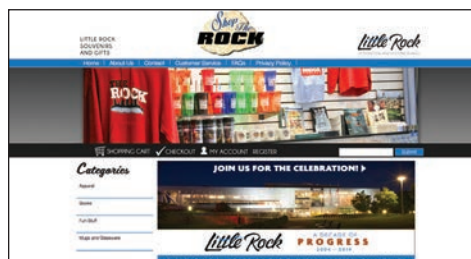 Shop The
ROCK
LITTLE ROCK
SOUVENIRS
AND GIFTS
Little Rock
Home About Us Contact Customer Service FAQs Privacy Policy
THE
ROCK
SHOPPING CART CHECKOUT MY ACCOUNT REGISTER
Submit
Categories
JOIN US FOR THE CELEBRATION!
Apparel
Books
Fun Stuff
Mugs and Glassware
Little Rock
A DECADE OF
PROGRESS
2004 - 2014